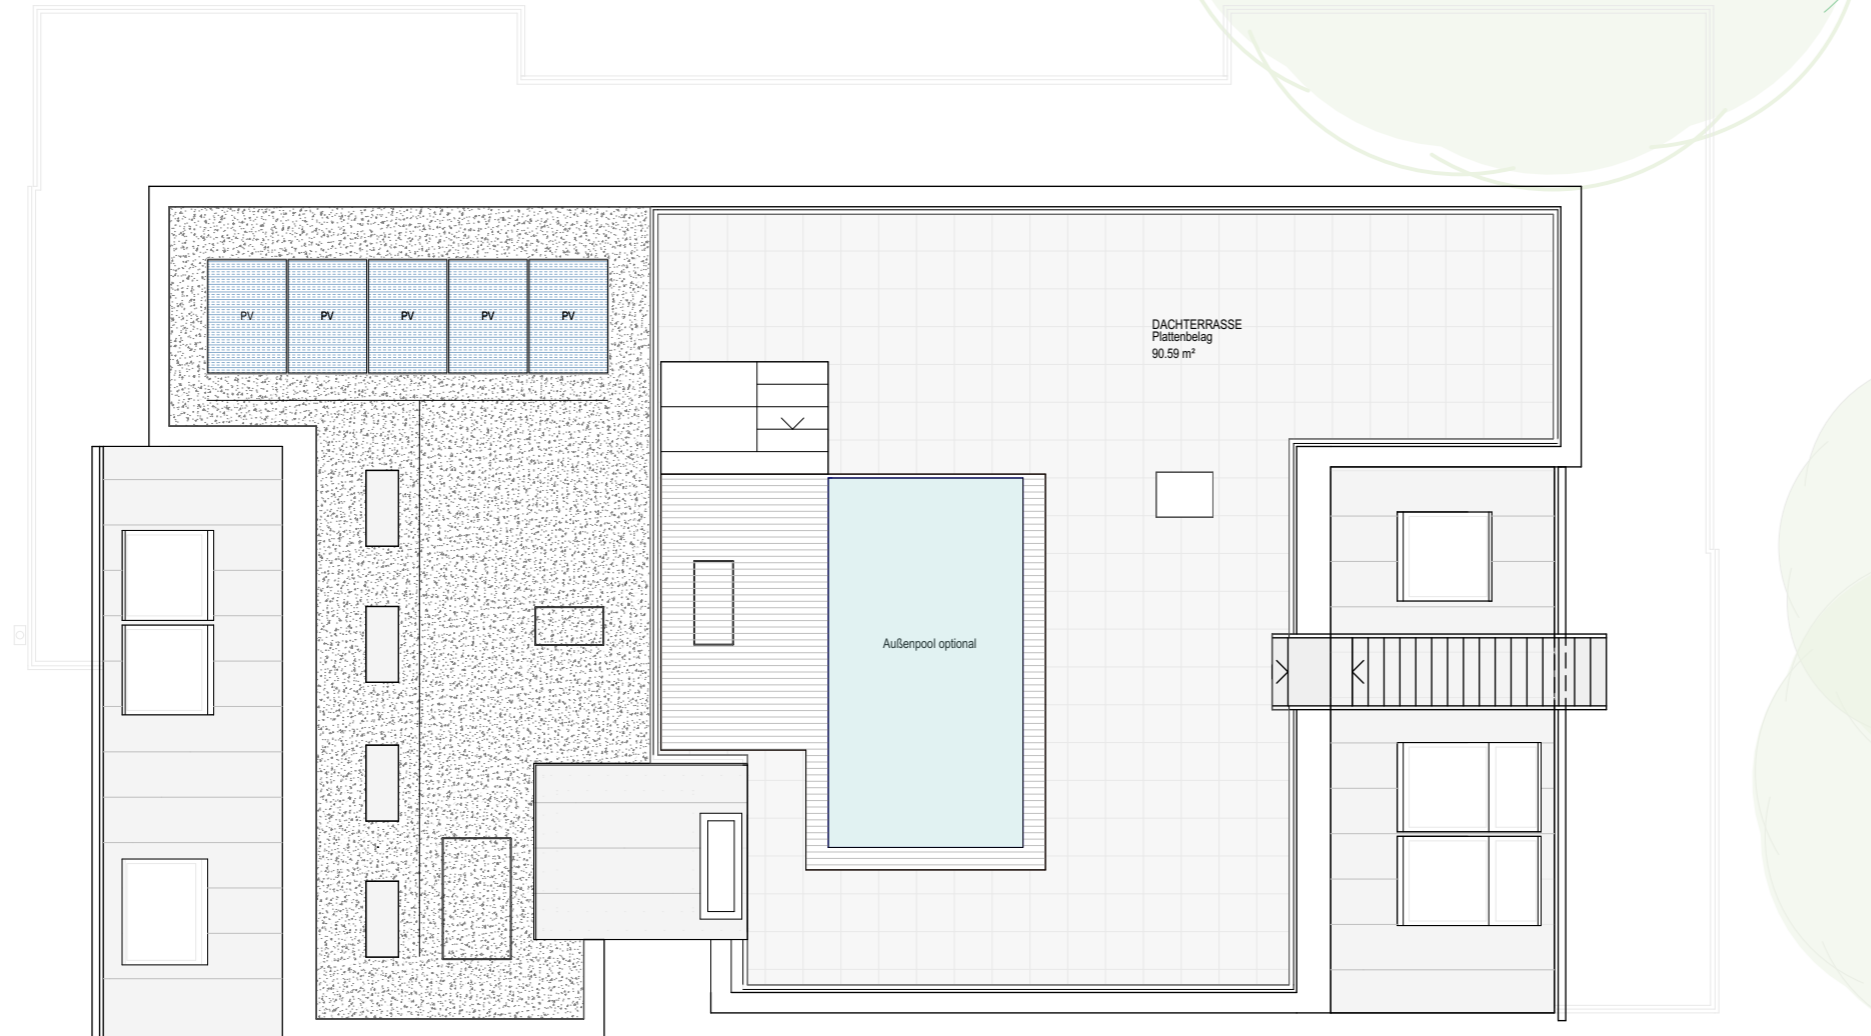 PV PV PV PV PV
DACHTERRASSE
Plattenbelag
90.59 m²
Außenpool optional